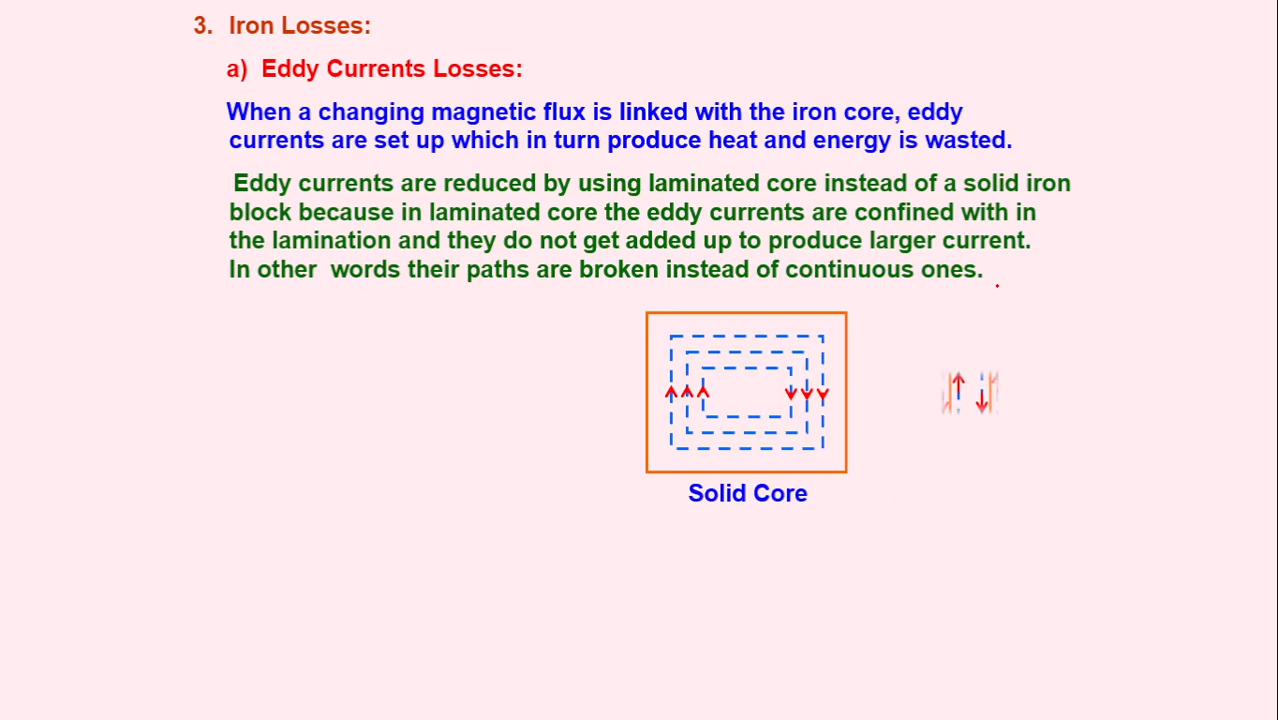 3. Iron Losses:
a) Eddy Currents Losses:
When a changing magnetic flux is linked with the iron core, eddy
currents are set up which in turn produce heat and energy is wasted.
Eddy currents are reduced by using laminated core instead of a solid iron
block because in laminated core the eddy currents are confined with in
the lamination and they do not get added up to produce larger current.
In other words their paths are broken instead of continuous ones.
Solid Core